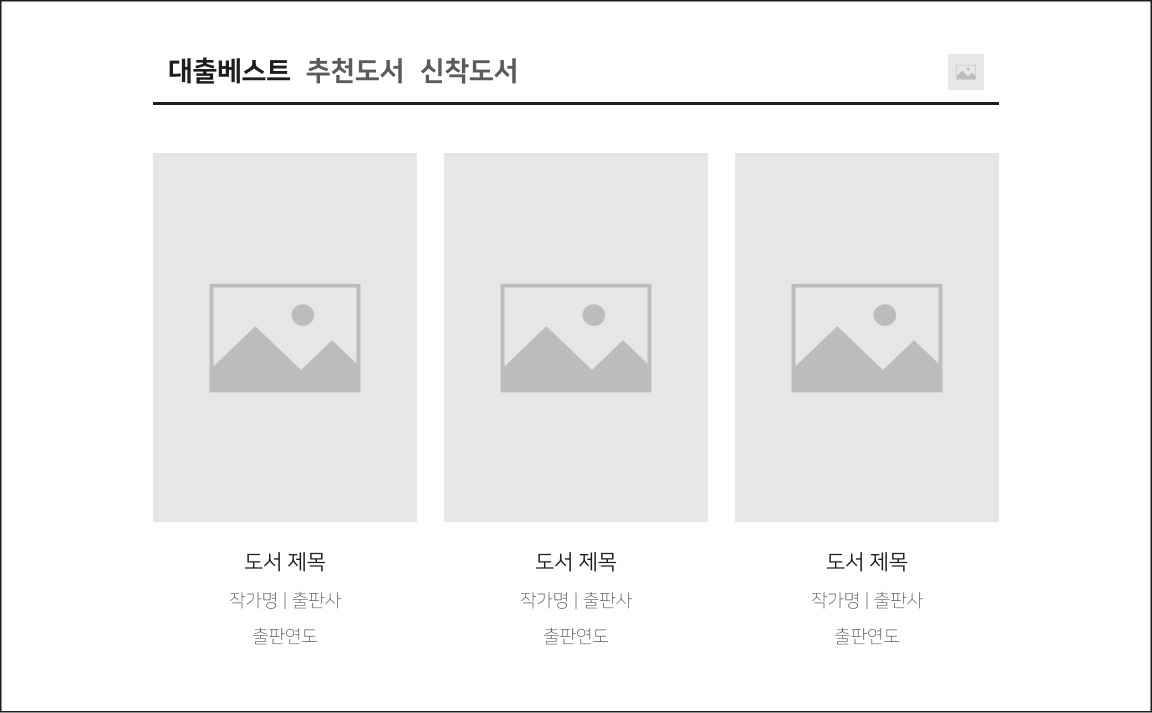 대출베스트 추천도서 신착도서
도서 제목 도서 제목 도서 제목
작가명 | 출판사 작가명 | 출판사 작가명 | 출판사
출판연도 출판연도 출판연도